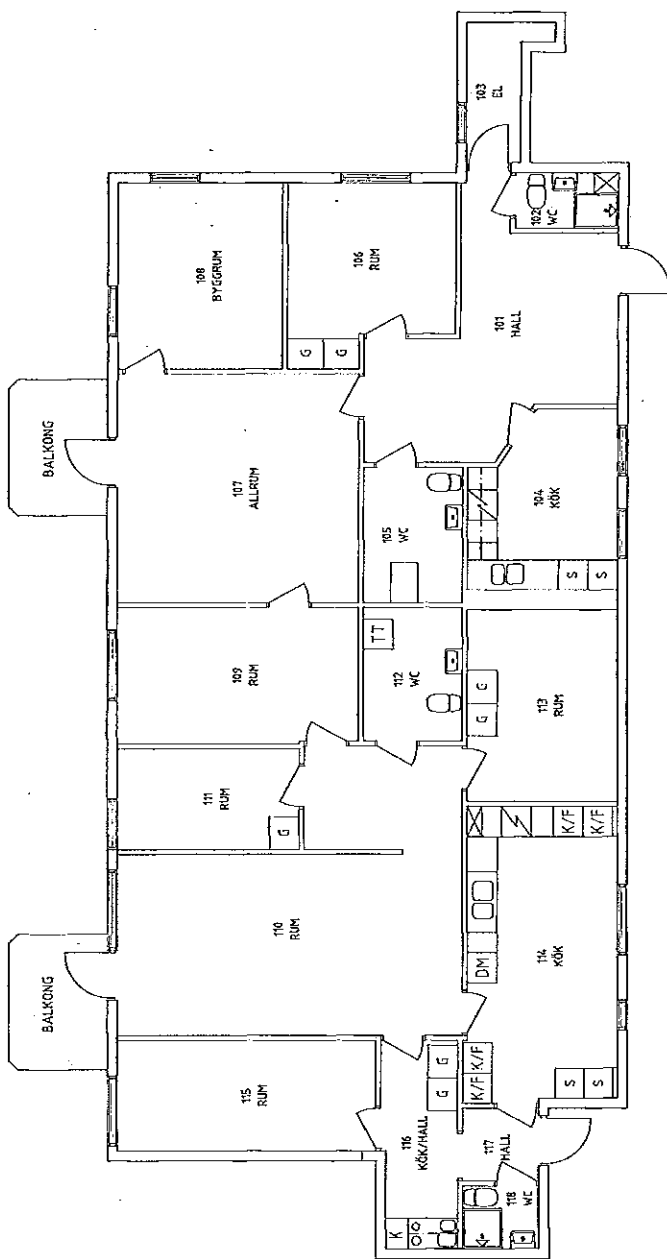 BALKONG
BALKONG
115
RUM
110
RUM
111
RUM
G
109
RUM
107
ALLRUM
108
BYGGRUM
G
G
106
RUM
K
116
KÖK/HALL
G
G
TT
112
WC
105
WC
118
WC
117
HALL
K/F
K/F
DM
114
KÖK
S
S
K/F
K/F
G
G
113
RUM
S
S
104
KÖK
101
HALL
102
WC
103
EL